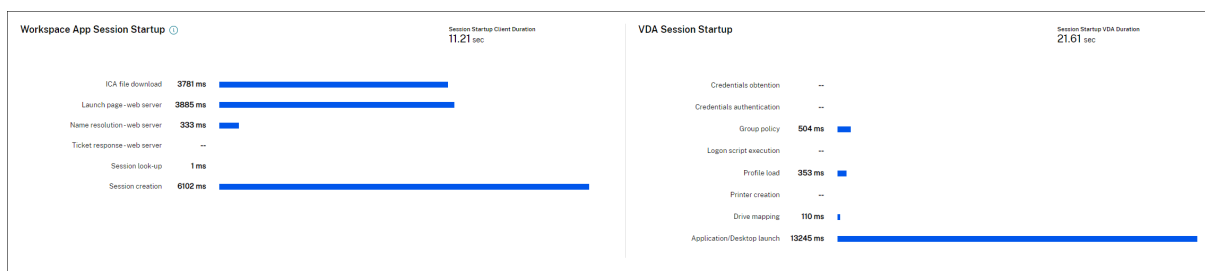 Workspace App Session Startup
Session Startup Client Duration
11.21 sec
ICA file download 3781 ms
Launch page - web server 3885 ms
Name resolution - web server 333 ms
Ticket response - web server --
Session look-up 1 ms
Session creation 6102 ms
VDA Session Startup
Session Startup VDA Duration
21.61 sec
Credentials obtention --
Credentials authentication --
Group policy 504 ms
Logon script execution --
Profile load 353 ms
Printer creation --
Drive mapping 110 ms
Application/Desktop launch 13245 ms